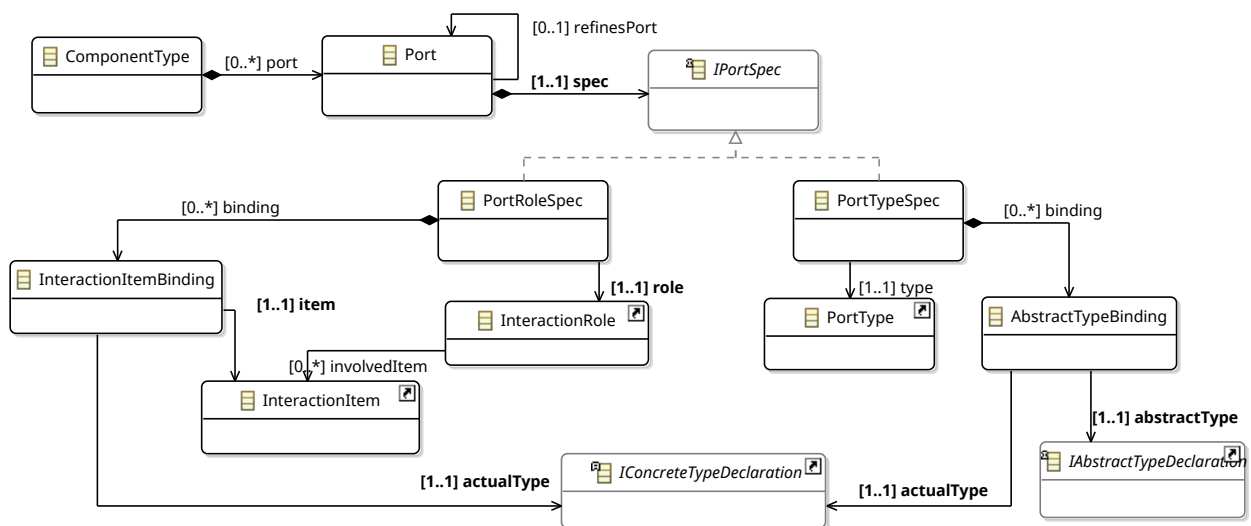 ComponentType
[0..*] port
Port
[0..1] refinesPort
[1..1] spec
IPortSpec
PortRoleSpec
PortTypeSpec
[0..*] binding
[0..*] binding
InteractionItemBinding
[1..1] item
[1..1] role
[1..1] type
InteractionRole
PortType
AbstractTypeBinding
[0..*] involvedItem
InteractionItem
[1..1] abstractType
IAbstractTypeDeclaration
[1..1] actualType
IConcreteTypeDeclaration
[1..1] actualType